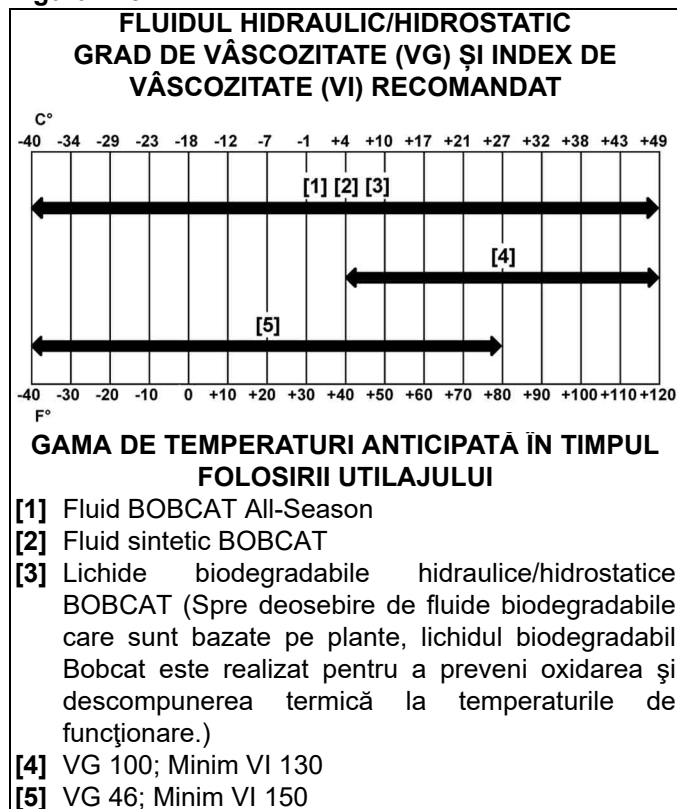 FLUIDUL HIDRAULIC/HIDROSTATIC
GRAD DE VÂSCOZITATE (VG) ȘI INDEX DE
VÂSCOZITATE (VI) RECOMANDAT
C°
-40 -34 -29 -23 -18 -12 -7 -1 +4 +10 +17 +21 +27 +32 +38 +43 +49
[1] [2] [3]
[4]
[5]
-40 -30 -20 -10 0 +10 +20 +30 +40 +50 +60 +70 +80 +90 +100 +110 +120
F°
GAMA DE TEMPERATURI ANTICIPATĂ ÎN TIMPUL
FOLOSIRII UTILAJULUI
[1] Fluid BOBCAT All-Season
[2] Fluid sintetic BOBCAT
[3] Lichide biodegradabile hidraulice/hidrostatice
BOBCAT (Spre deosebire de fluide biodegradabile
care sunt bazate pe plante, lichidul biodegradabil
Bobcat este realizat pentru a preveni oxidarea şi
descompunerea termică la temperaturile de
funcţionare.)
[4] VG 100; Minim VI 130
[5] VG 46; Minim VI 150